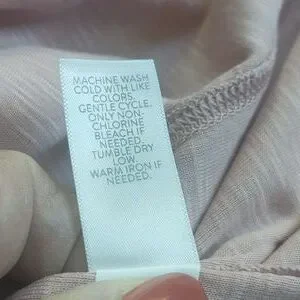 MACHINE WASH
COLD WITH LIKE
COLORS.
GENTLE CYCLE.
ONLY NON-
CHLORINE
BLEACH IF
NEEDED.
TUMBLE DRY
LOW.
WARM IRON IF
NEEDED.